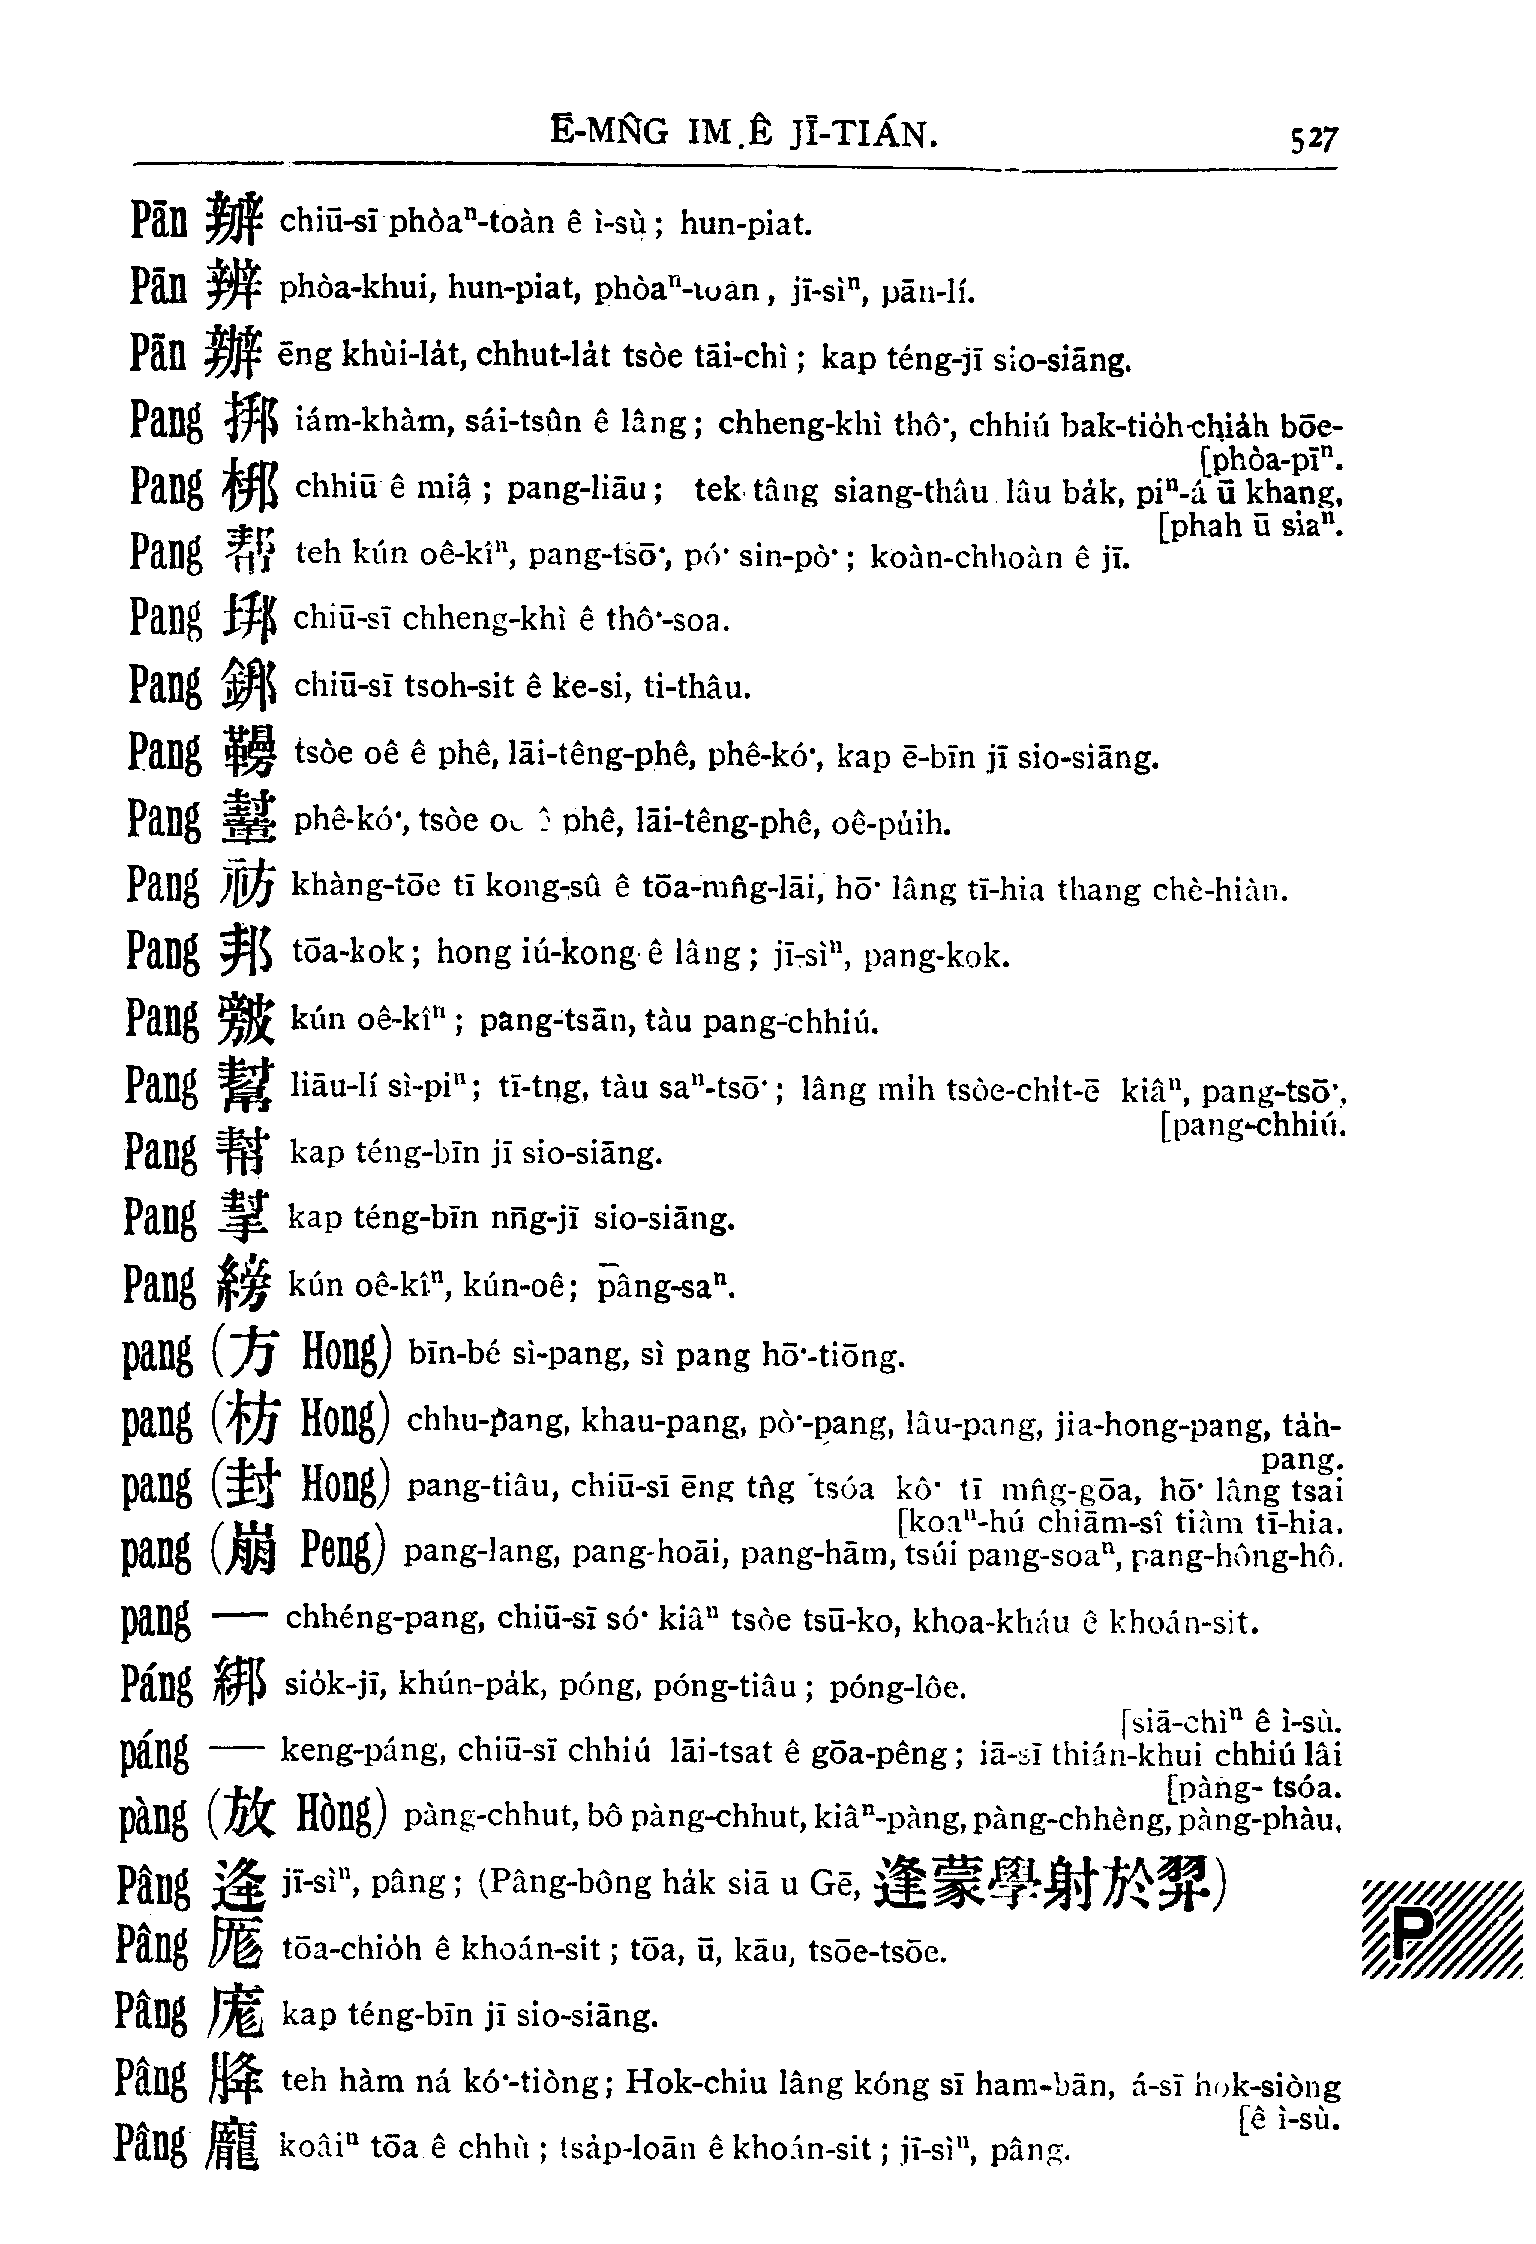 Ē-MN̂G IM Ê JĪ-TIÁN. 527
Pān 辧 chiū-sī phòaⁿ-toàn ê ì-sù; hun-piat.
Pān 辨 phòa-khui, hun-piat, phòaⁿ-toàn, jī-sìⁿ, pān-lí.
Pān 辦 ēng khùi-la̍t, chhut-la̍t tsòe tāi-chì; kap téng-jī sio-siāng.
Pang 挷 iám-khàm, sái-tsûn ê lâng; chheng-khì thô͘, chhiú bak-tio̍h-chia̍h bōe-
[phòa-pīⁿ.
Pang 梆 chhiū ê miâ; pang-liāu; tek tâng siang-thâu lâu ba̍k, piⁿ-á ū khang,
[phah ū siaⁿ.
Pang 帮 teh kún oê-kîⁿ, pang-tsō͘, pó͘ sin-pò͘; koàn-chhoàn ê jī.
Pang 垹 chiū-sī chheng-khì ê thô͘-soa.
Pang 鎯 chiū-sī tsoh-sit ê ke-si, ti-thâu.
Pang tsòe oê ê phê, lāi-têng-phê, phê-kó͘, kap ē-bīn jī sio-siāng.
Pang phê-kó͘, tsòe phê, lāi-têng-phê, oê-pu̍ih.
Pang 祊 khàng-tōe tī kong-sû ê tōa-mn̂g-lāi, hō͘ lâng tī-hia thang chè-hiàn.
Pang 邦 tōa-kok; hong iú-kong ê lâng; jī-sìⁿ, pang-kok.
Pang kún oê-kîⁿ; pang-tsān, tàu pang-chhiú.
Pang 幫 liāu-lí sì-piⁿ; tī-tng, tàu saⁿ-tsō͘; lâng mi̍h tsòe-chi̍t-ē kiâⁿ, pang-tsō͘,
[pang-chhiú.
Pang 幇 kap téng-bīn jī sio-siāng.
Pang kap téng-bīn nn̄g-jī sio-siāng.
Pang 縍 kún oê-kîⁿ, kún-oê; pâng-saⁿ.
pang (方 Hong) bīn-bé sì-pang, sì pang hō͘-tiōng.
pang (枋 Hong) chhu-pang, khau-pang, pò͘-pang, lâu-pang, jia-hong-pang, ta̍h-
pang.
pang (封 Hong) pang-tiâu, chiū-sī ēng tn̂g tsóa kô͘ tī mn̂g-gōa, hō͘ lâng tsai
[koaⁿ-hú chiām-sî tiàm tī-hia.
pang (崩 Peng) pang-lang, pang-hoāi, pang-hām, tsúi pang-soaⁿ, pang-hông-hô.
pang — chhéng-pang, chiū-sī só͘ kiâⁿ tsòe tsū-ko, khoa-kháu ê khoán-sit.
Páng 綁 sio̍k-jī, khún-pa̍k, póng, póng-tiâu; póng-lôe.
[siā-chìⁿ ê ì-sù.
páng — keng-páng, chiū-sī chhiú lāi-tsat ê gōa-pêng; iā-sī thián-khui chhiú lâi
[pàng- tsóa.
pàng (放 Hòng) pàng-chhut, bô pàng-chhut, kiâⁿ-pàng, pàng-chhèng, pàng-phàu,
Pâng 逢 jī-sìⁿ, pâng; (Pâng-bông ha̍k siā u Gē, 逢蒙學射於羿)
Pâng 厖 tōa-chio̍h ê khoán-sit; tōa, ū, kāu, tsōe-tsōe.
Pâng 庬 kap téng-bīn jī sio-siāng.
Pâng 胮 teh hàm ná kó͘-tiòng; Hok-chiu lâng kóng sī ham-bān, á-sī hok-siòng
[ê ì-sù.
Pâng 龐 koâiⁿ tōa ê chhù; tsa̍p-loān ê khoán-sit; jī-sìⁿ, pâng.
P